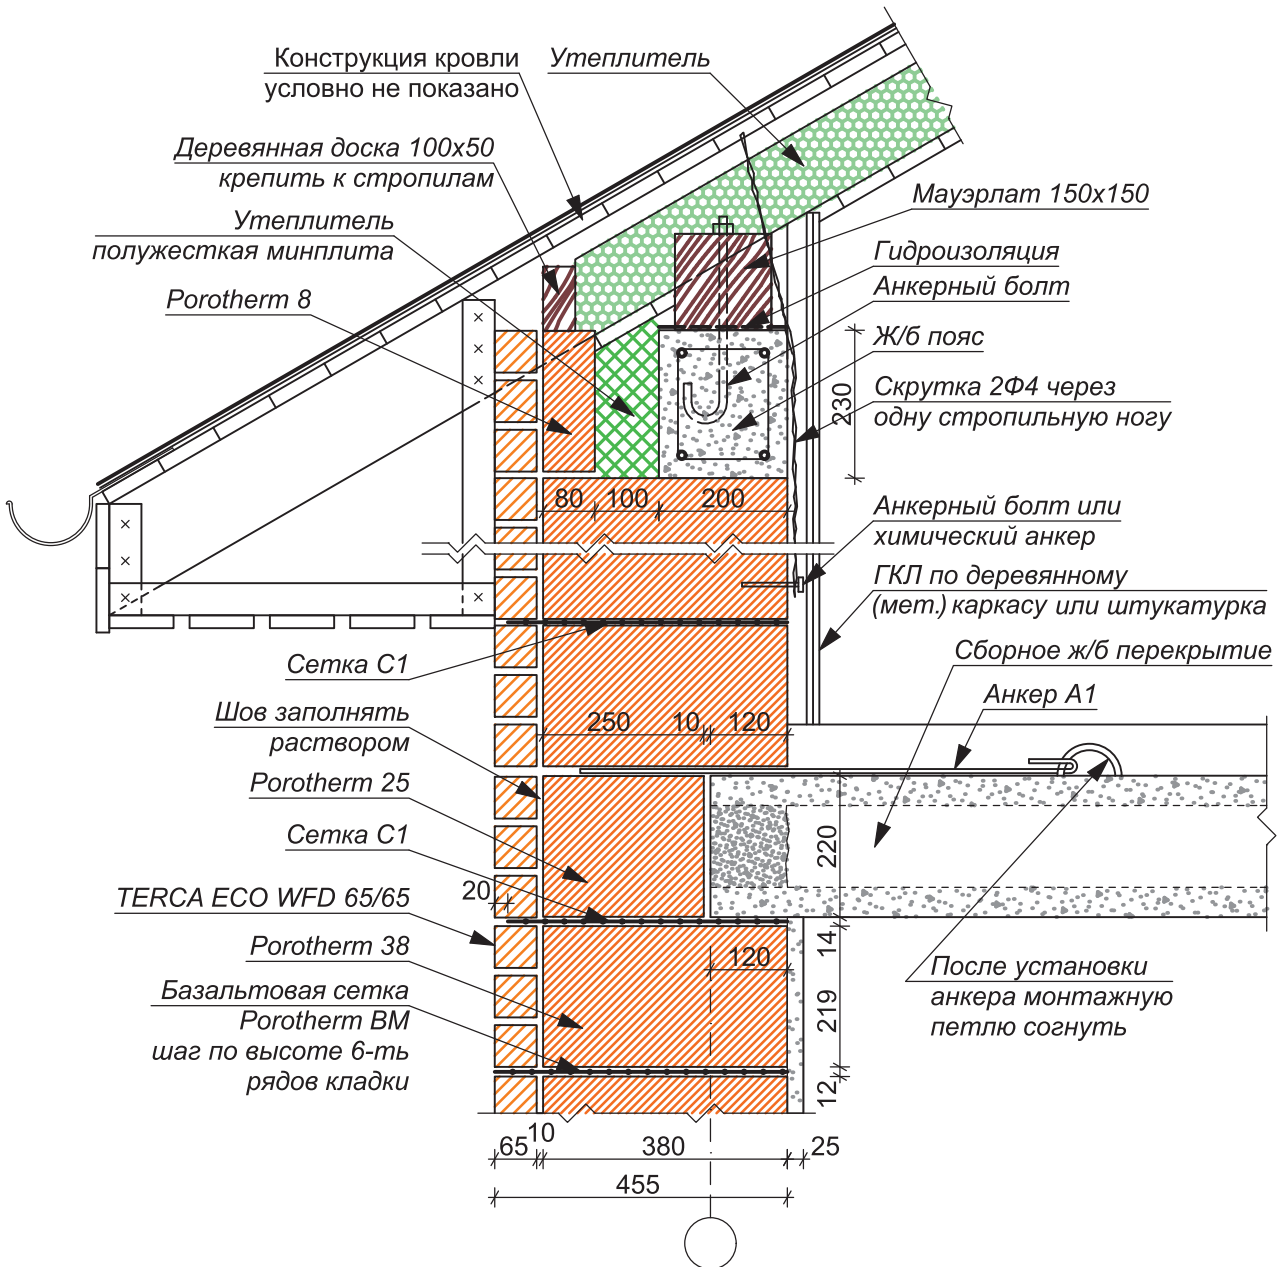 Конструкция кровли
условно не показано
Утеплитель
Деревянная доска 100х50
крепить к стропилам
Утеплитель
полужесткая минплита
Porotherm 8
Мауэрлат 150х150
Гидроизоляция
Анкерный болт
Ж/б пояс
Скрутка 2Ф4 через
одну стропильную ногу
230
80
100
200
Анкерный болт или
химический анкер
ГКЛ по деревянному
(мет.) каркасу или штукатурка
Сетка С1
Сборное ж/б перекрытие
Анкер А1
Шов заполнять
раствором
250
10
120
Porotherm 25
Сетка С1
220
20
TERCA ECO WFD 65/65
Porotherm 38
120
14
После установки
анкера монтажную
петлю согнуть
Базальтовая сетка
Porotherm BM
шаг по высоте 6-ть
рядов кладки
219
12
65
10
380
25
455